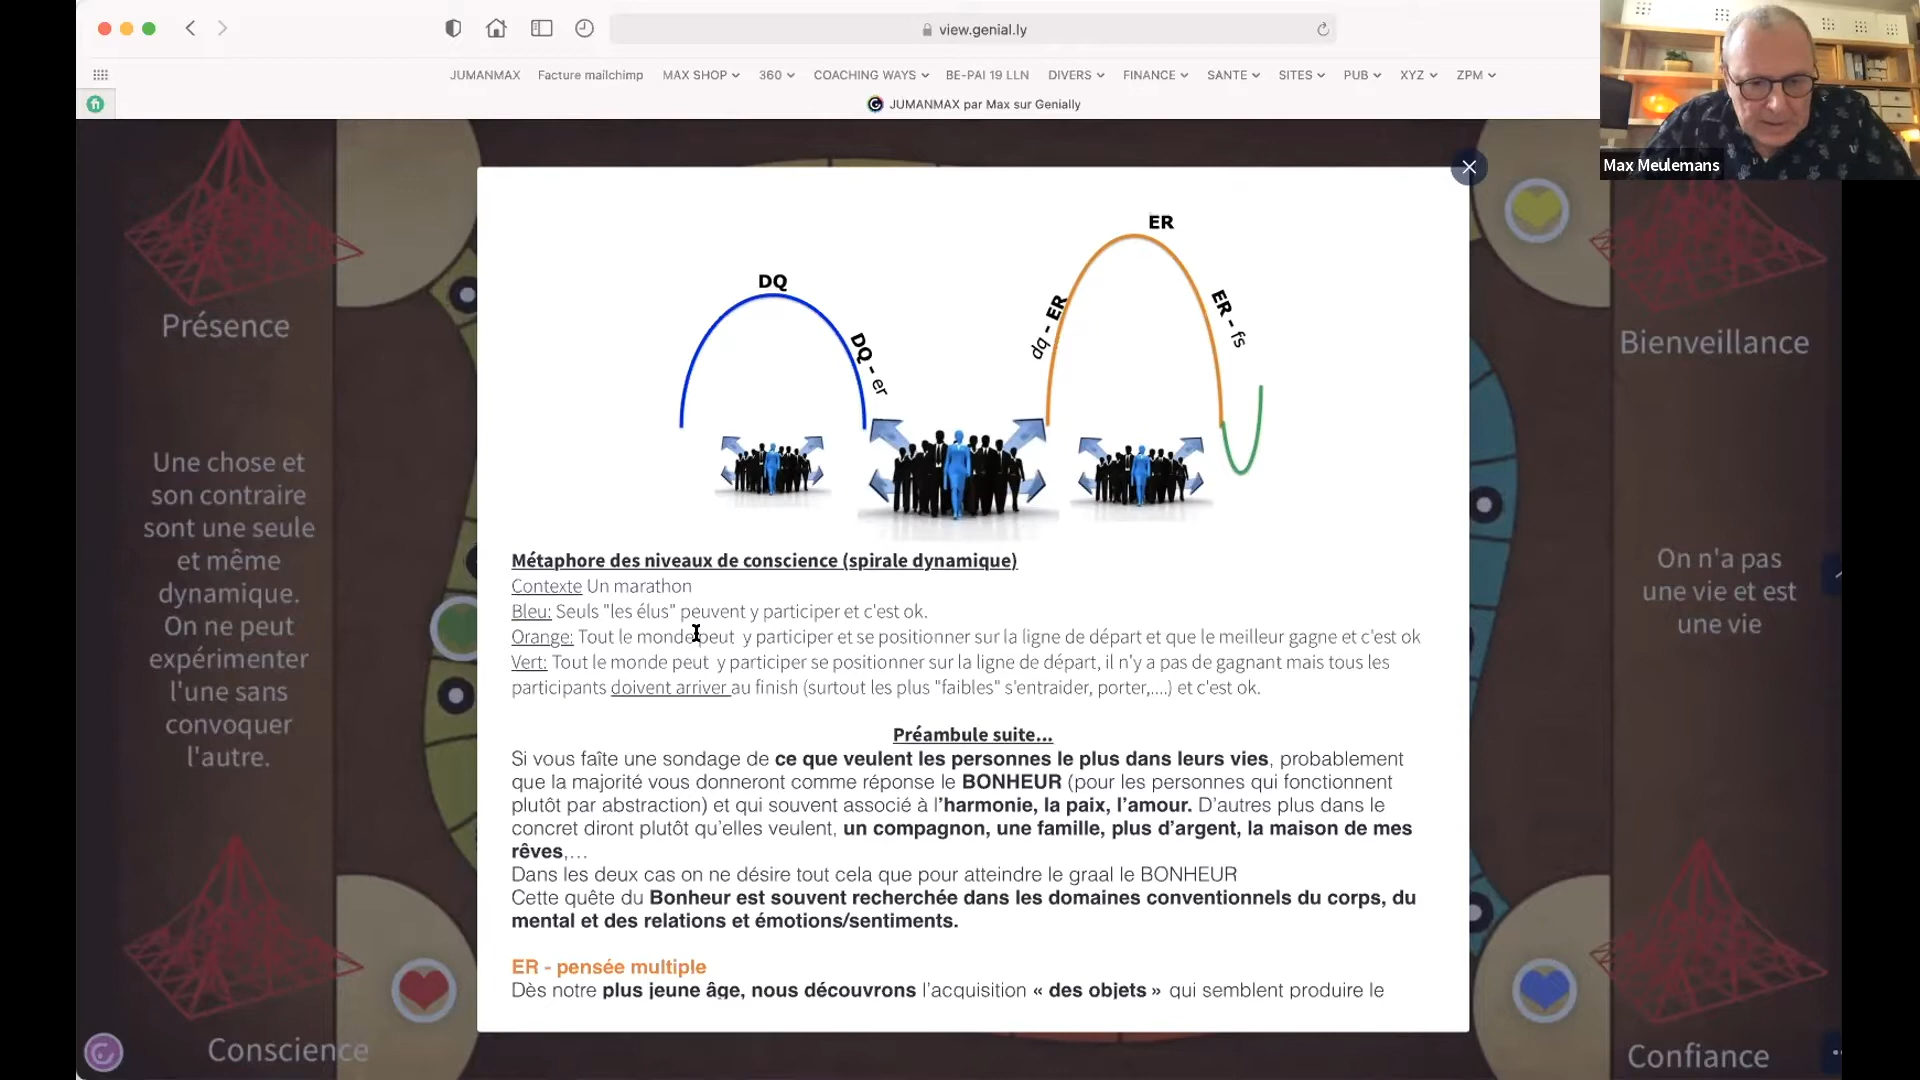 view.genial.ly
JUMANMAX
Facture mailchimp
MAX SHOP
360
COACHING WAYS
BE-PAI 19 LLN
DIVERS
FINANCE
SANTE
SITES
PUB
XYZ
ZPM
JUMANMAX par Max sur Genially
Max Meulemans
Présence
Une chose et
son contraire
sont une seule
et même
dynamique.
On ne peut
expérimenter
l'une sans
convoquer
l'autre.
Conscience
DQ
DQ - er
dq - ER
ER
ER - fs
Métaphore des niveaux de conscience (spirale dynamique)
Contexte Un marathon
Bleu: Seuls "les élus" peuvent y participer et c'est ok.
Orange: Tout le monde peut y participer et se positionner sur la ligne de départ et que le meilleur gagne et c'est ok
Vert: Tout le monde peut y participer se positionner sur la ligne de départ, il n'y a pas de gagnant mais tous les
participants doivent arriver au finish (surtout les plus "faibles" s'entraider, porter,....) et c'est ok.
Préambule suite...
Si vous faîte une sondage de ce que veulent les personnes le plus dans leurs vies, probablement
que la majorité vous donneront comme réponse le BONHEUR (pour les personnes qui fonctionnent
plutôt par abstraction) et qui souvent associé à l'harmonie, la paix, l'amour. D'autres plus dans le
concret diront plutôt qu'elles veulent, un compagnon, une famille, plus d'argent, la maison de mes
rêves,…
Dans les deux cas on ne désire tout cela que pour atteindre le graal le BONHEUR
Cette quête du Bonheur est souvent recherchée dans les domaines conventionnels du corps, du
mental et des relations et émotions/sentiments.
ER - pensée multiple
Dès notre plus jeune âge, nous découvrons l'acquisition « des objets » qui semblent produire le
Bienveillance
On n'a pas
une vie et est
une vie
Confiance